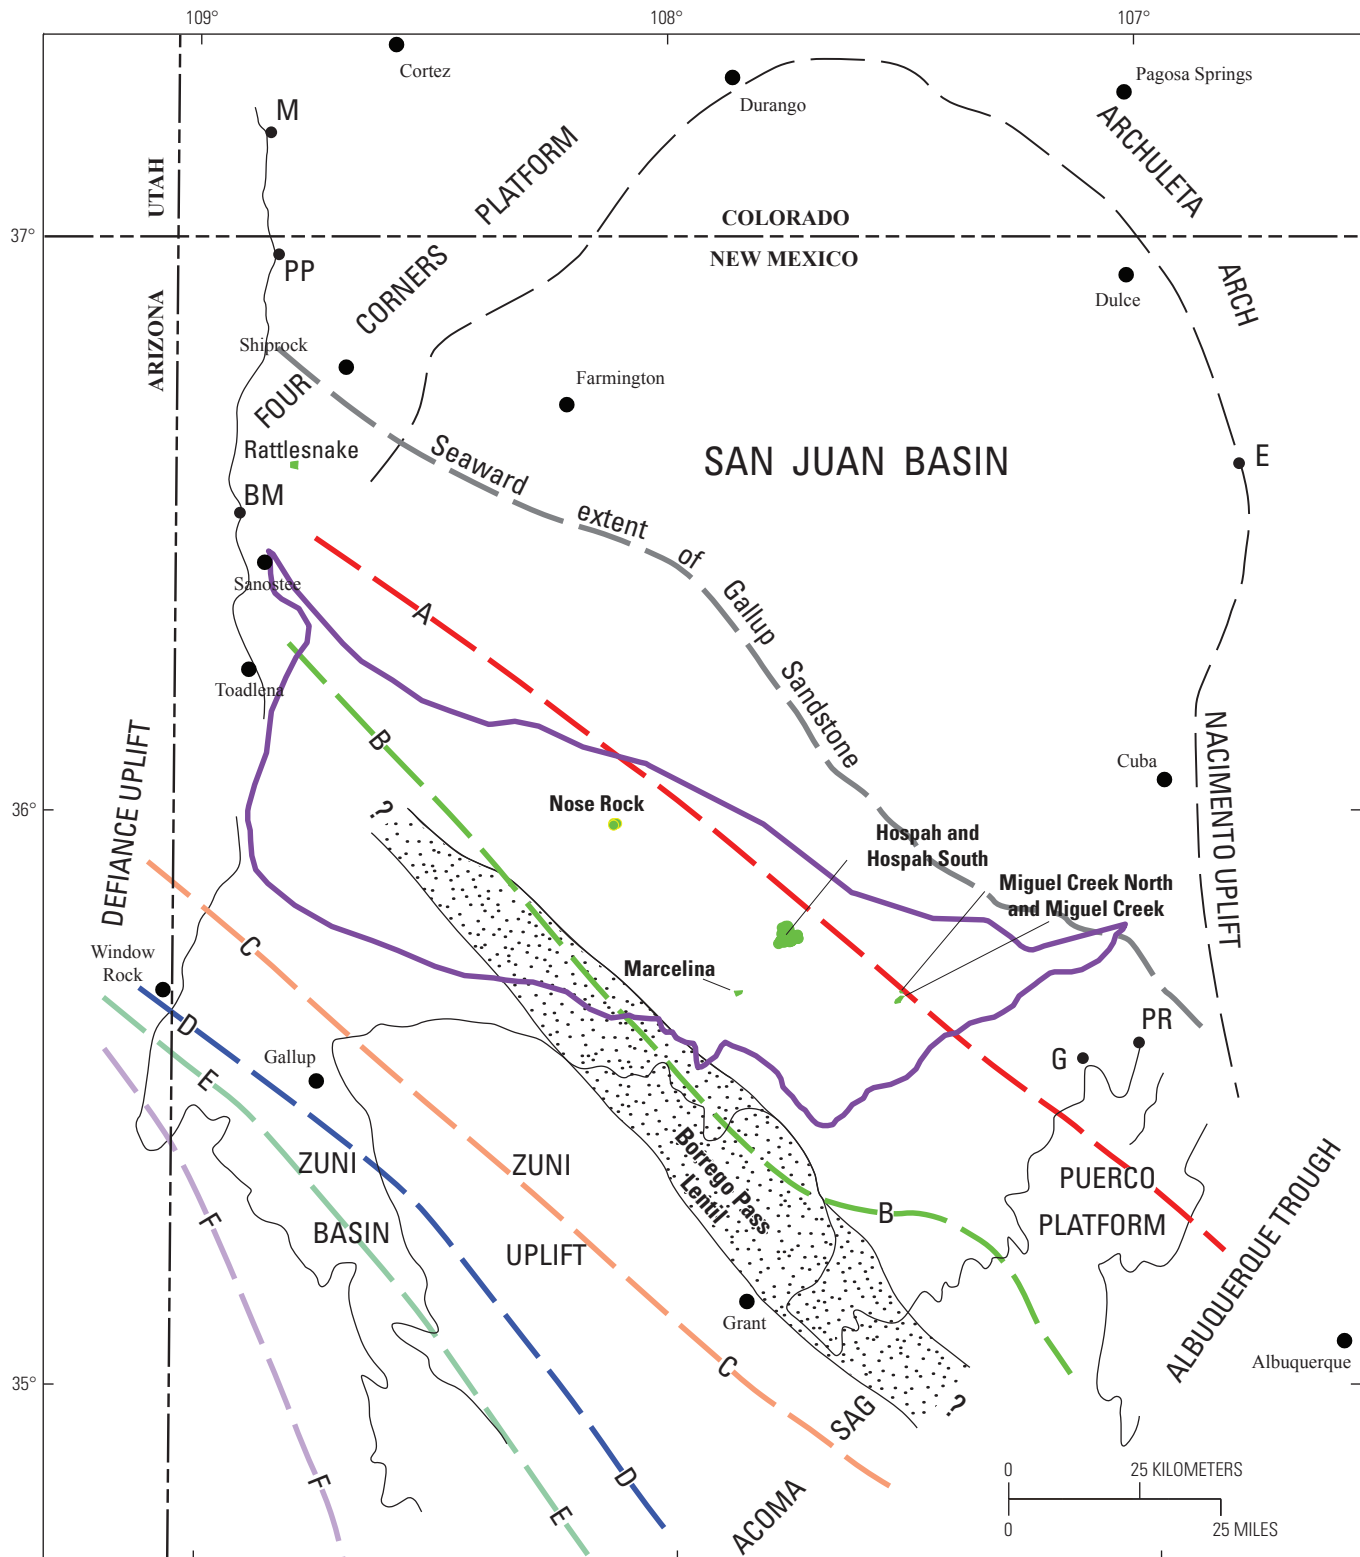 109°
108°
107°
Cortez
Durango
Pagosa Springs
M
UTAH
FOUR CORNERS PLATFORM
ARCHULETA ARCH
COLORADO
37°
NEW MEXICO
PP
ARIZONA
Dulce
Shiprock
Farmington
Rattlesnake
SAN JUAN BASIN
E
BM
Seaward extent of Gallup Sandstone
Sanostee
A
Toadlena
B
DEFIANCE UPLIFT
NACIMENTO UPLIFT
Cuba
36°
?
Nose Rock
Hospah and
Hospah South
Miguel Creek North
and Miguel Creek
C
Window
Rock
Marcelina
D
PR
G
Gallup
E
Borrego Pass
Lentil
ZUNI
BASIN
ZUNI
UPLIFT
PUERCO
PLATFORM
F
B
ALBUQUERQUE TROUGH
Grant
Albuquerque
C
35°
?
ACOMA SAG
F
D
E
0
25 KILOMETERS
0
25 MILES